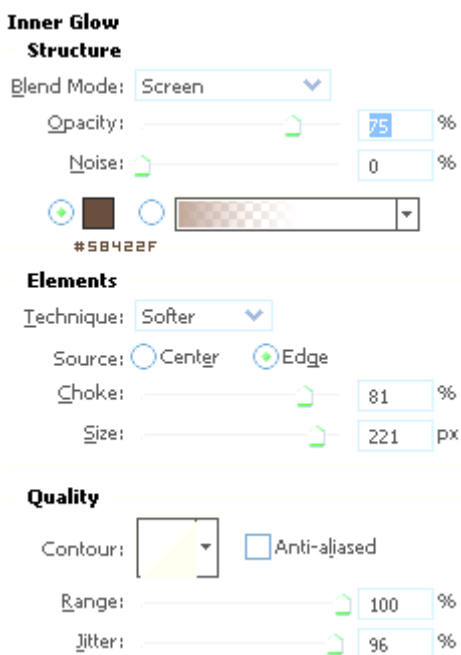 Inner Glow
Structure
Blend Mode: Screen
Opacity: 75 %
Noise: 0 %
#5B422F
Elements
Technique: Softer
Source: Center Edge
Choke: 81 %
Size: 221 px
Quality
Contour: Anti-aliased
Range: 100 %
Jitter: 96 %